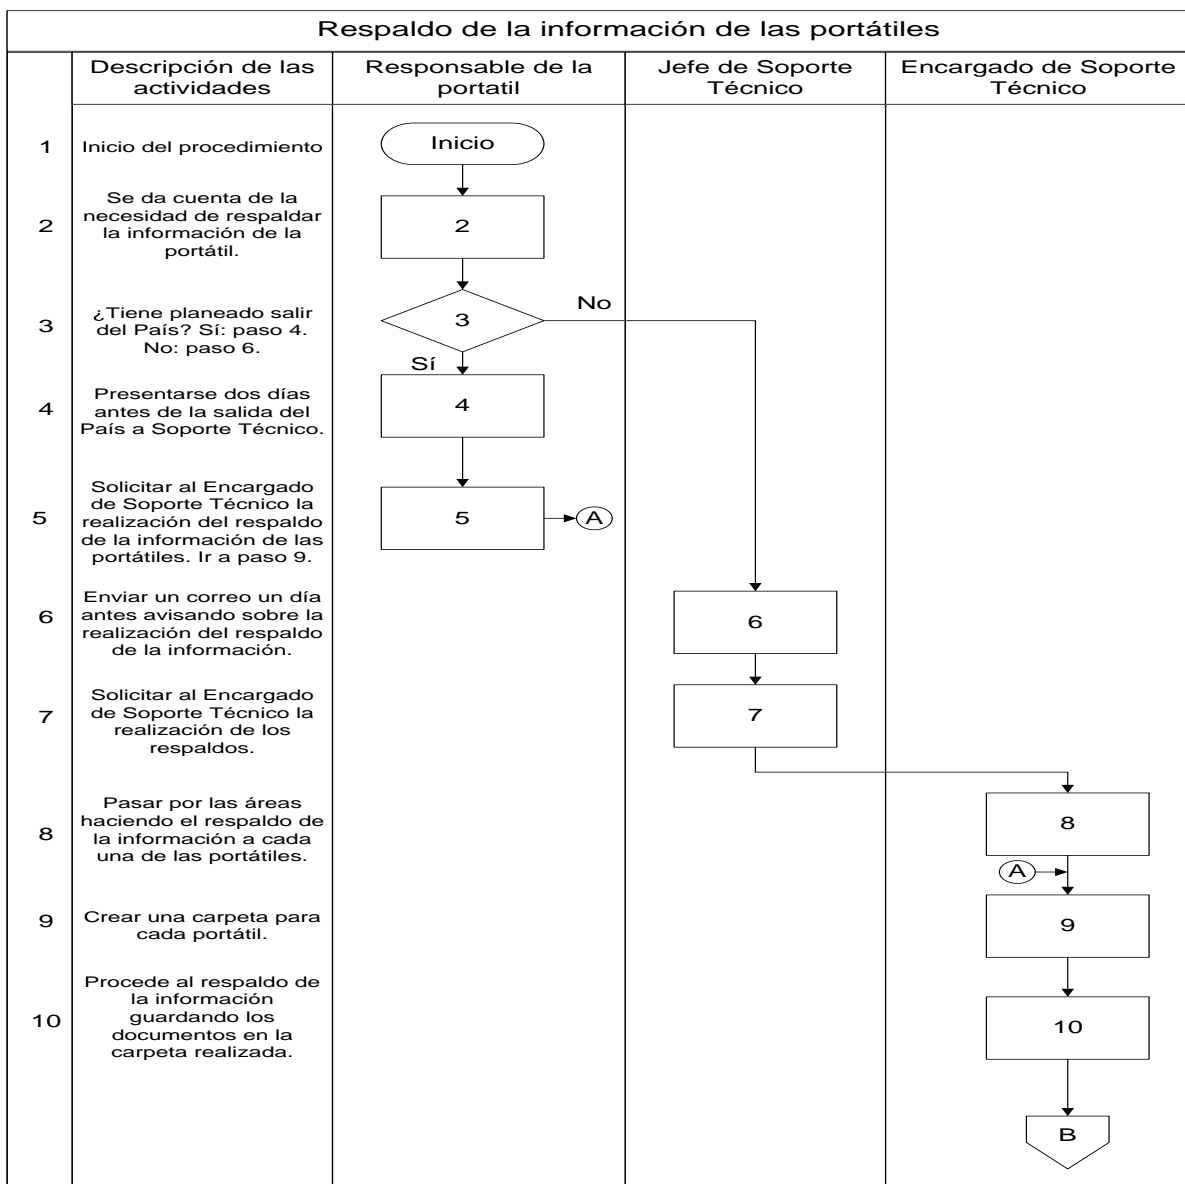 Respaldo de la información de las portátiles
Descripción de las
actividades
Responsable de la
portatil
Jefe de Soporte
Técnico
Encargado de Soporte
Técnico
1
Inicio del procedimiento
Inicio
2
Se da cuenta de la
necesidad de respaldar
la información de la
portátil.
2
3
¿Tiene planeado salir
del País? Sí: paso 4.
No: paso 6.
3
No
Sí
4
Presentarse dos días
antes de la salida del
País a Soporte Técnico.
4
5
Solicitar al Encargado
de Soporte Técnico la
realización del respaldo
de la información de las
portátiles. Ir a paso 9.
5
A
6
Enviar un correo un día
antes avisando sobre la
realización del respaldo
de la información.
6
7
Solicitar al Encargado
de Soporte Técnico la
realización de los
respaldos.
7
8
Pasar por las áreas
haciendo el respaldo de
la información a cada
una de las portátiles.
8
A
9
Crear una carpeta para
cada portátil.
9
10
Procede al respaldo de
la información
guardando los
documentos en la
carpeta realizada.
10
B